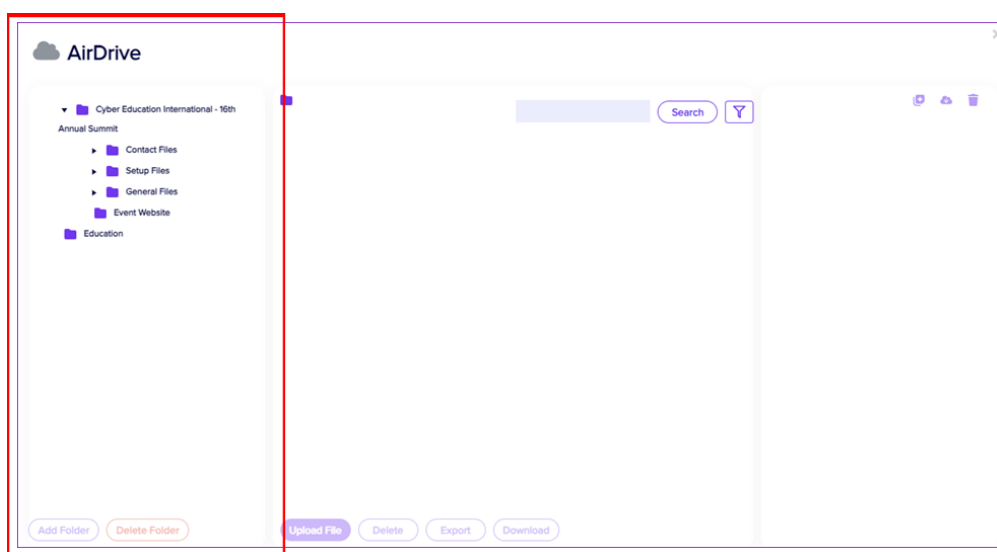 AirDrive
Cyber Education International - 16th
Annual Summit
Contact Files
Setup Files
General Files
Event Website
Education
Add Folder Delete Folder
Search
Upload File Delete Export Download